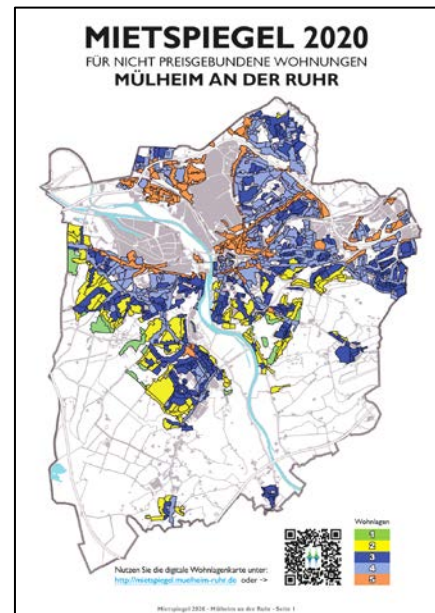 MIETSPIEGEL 2020
FÜR NICHT PREISGEBUNDENE WOHNUNGEN
MÜLHEIM AN DER RUHR
Wohnlagen
1
2
3
4
5
Nutzen Sie die digitale Wohnlagenkarte unter:
http://mietspiegel.muelheim-ruhr.de oder ->
Mietspiegel 2020 - Mülheim an der Ruhr - Seite 1